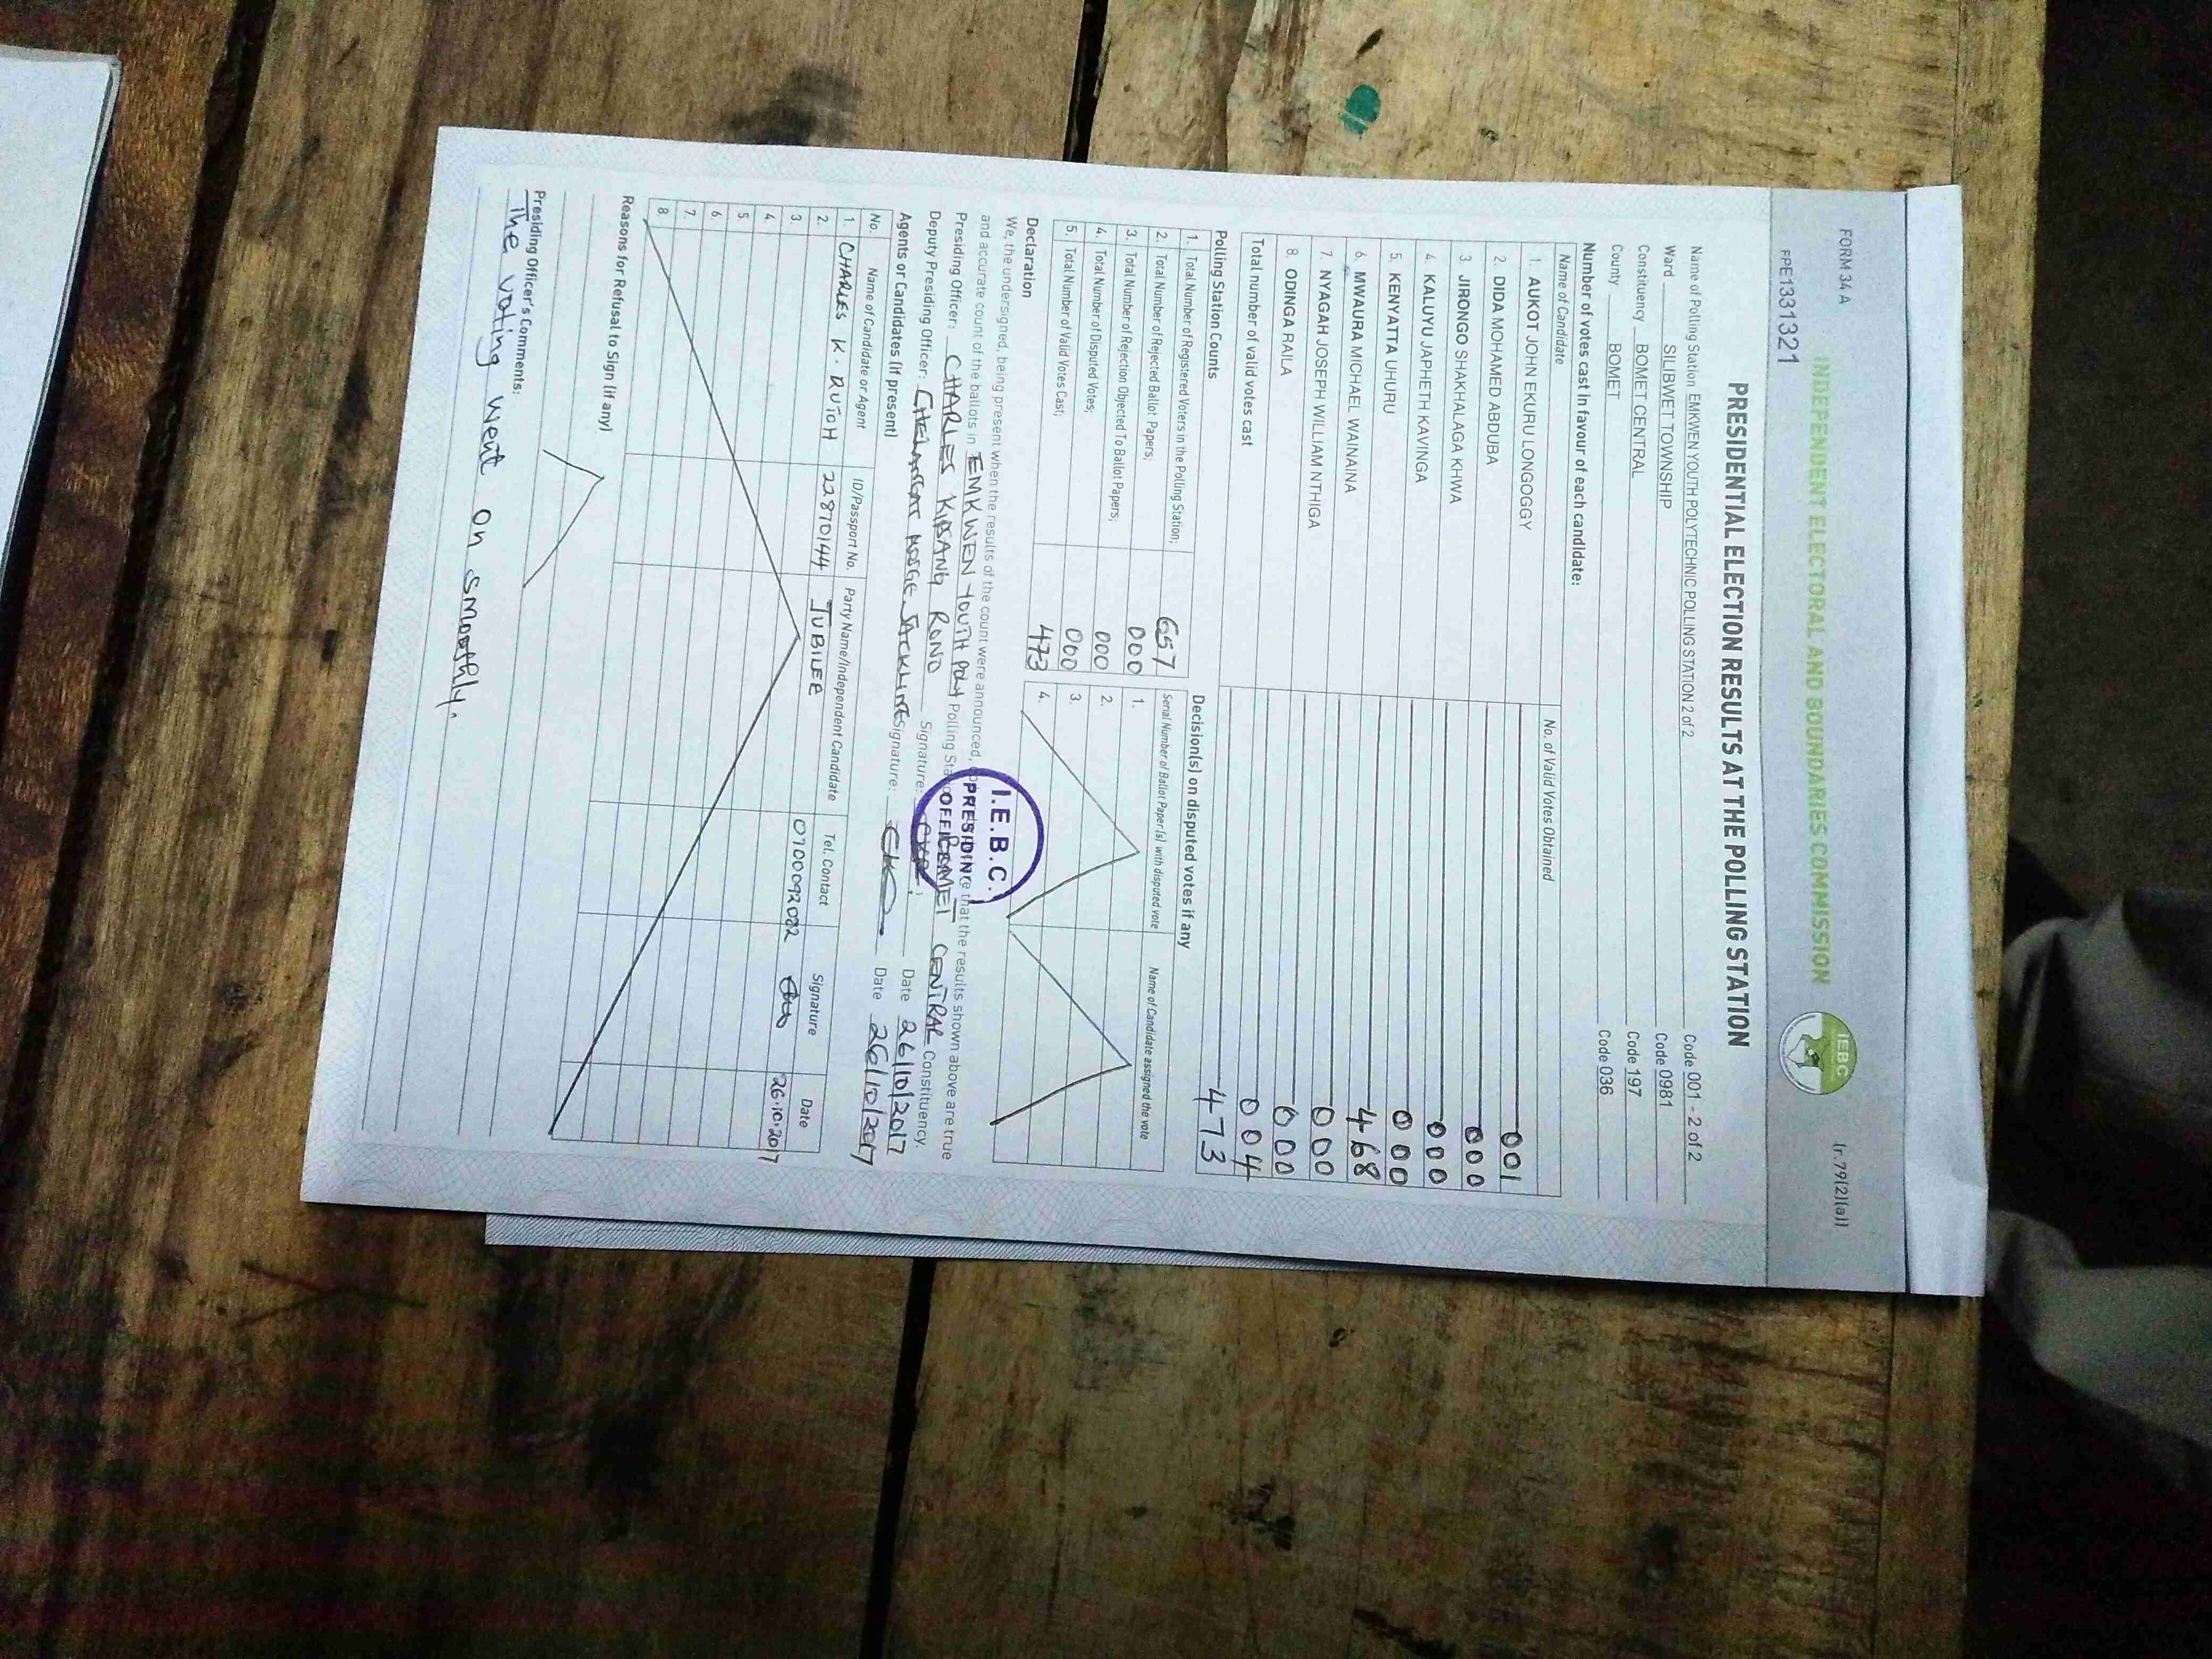 FORM 34 A
(r.79(2)(a))
INDEPENDENT ELECTORAL AND BOUNDARIES COMMISSION
IEBC
PRE1331321
PRESIDENTIAL ELECTION RESULTS AT THE POLLING STATION
Name of Polling Station EMKWEN YOUTH POLYTECHNIC POLLING STATION 2 of 2 Code 001 - 2 of 2
Ward SILIBWET TOWNSHIP Code 0981
Constituency BOMET CENTRAL Code 197
County BOMET Code 036
Number of votes cast in favour of each candidate:
Name of Candidate No. of Valid Votes Obtained
1. AUKOT JOHN EKURU LONGOGGY 001
2. DIDA MOHAMED ABDUBA 000
3. JIRONGO SHAKHALAGA KHWA 000
4. KALUYU JAPHETH KAVINGA 000
5. KENYATTA UHURU 468
6. MWAURA MICHAEL WAINAINA 000
7. NYAGAH JOSEPH WILLIAM NTHIGA 000
8. ODINGA RAILA 004
Total number of valid votes cast 473
Polling Station Counts
1. Total Number of Registered Voters in the Polling Station; 657
2. Total Number of Rejected Ballot Papers; 000
3. Total Number of Rejection Objected To Ballot Papers; 000
4. Total Number of Disputed Votes; 000
5. Total Number of Valid Votes Cast; 473
Decision(s) on disputed votes if any
Serial Number of Ballot Paper(s) with disputed vote Name of Candidate assigned the vote
1.
2.
3.
4.
Declaration
We, the undersigned, being present when the results of the count were announced, that the results shown above are true
and accurate count of the ballots in EMKWEN YOUTH POLY Polling Station BOMET CENTRAL Constituency.
I.E.B.C.
PRESIDING
OFFICER
Presiding Officer: CHARLES KIBSANG RONO Signature: Date 26/10/2017
Deputy Presiding Officer: KOSGE JACKLINE Signature: Date 26/10/2017
Agents or Candidates (if present)
No. Name of Candidate or Agent ID/Passport No. Party Name/Independent Candidate Tel. Contact Signature Date
1. CHARLES K. RUTOH 22870144 JUBILEE 0700092082 26.10.2017
2.
3.
4.
5
6.
7.
8.
Reasons for Refusal to Sign (if any)
Presiding Officer's Comments:
The voting went on smoothly.